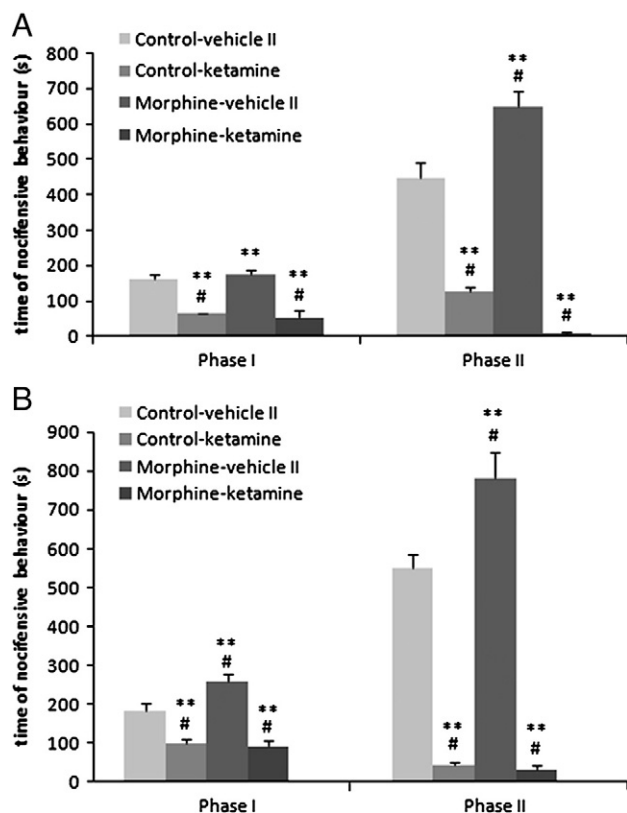 A
time of nocifensive behaviour (s)
800
700
600
500
400
300
200
100
0
Control-vehicle II
Control-ketamine
Morphine-vehicle II
Morphine-ketamine
**
#
**
**
#
**
#
**
#
**
#
Phase I
Phase II
B
time of nocifensive behaviour (s)
900
800
700
600
500
400
300
200
100
0
Control-vehicle II
Control-ketamine
Morphine-vehicle II
Morphine-ketamine
**
#
**
#
**
#
**
#
**
#
**
#
Phase I
Phase II